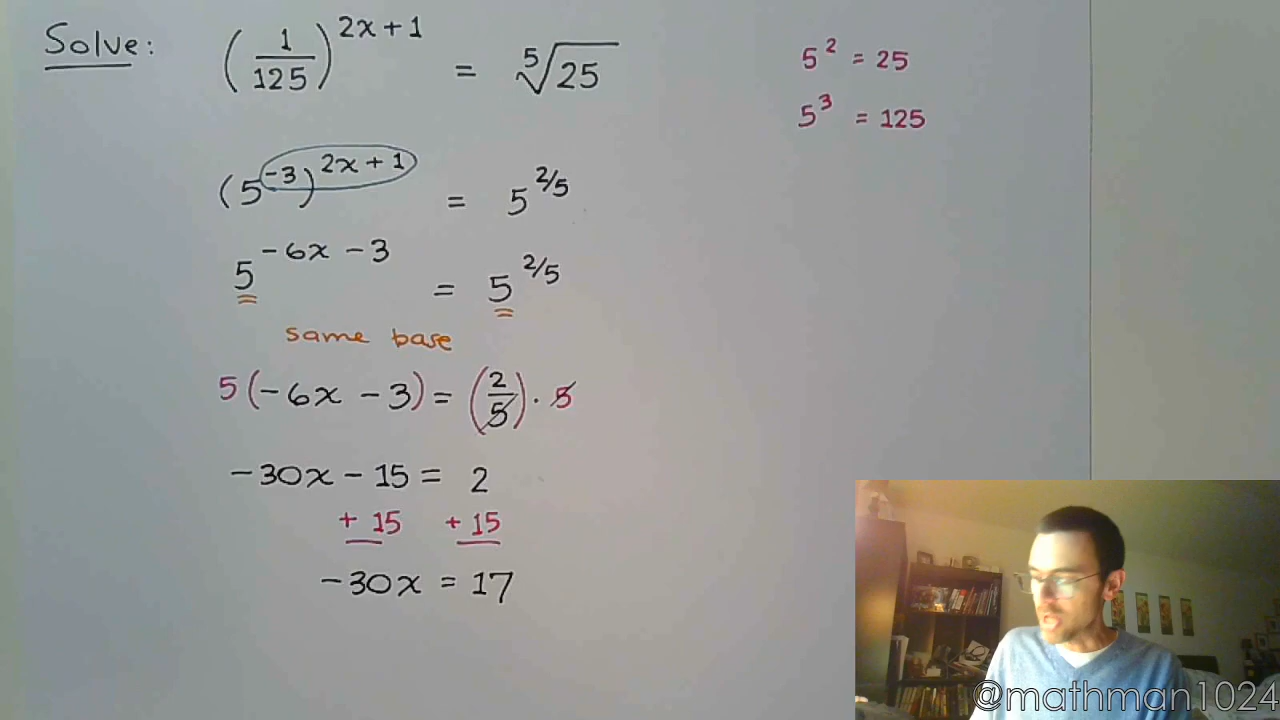 Solve: (1/125)^(2x+1) = ⁵√25
5² = 25
5³ = 125
(5^(-3))^(2x+1) = 5^(2/5)
5^(-6x-3) = 5^(2/5)
same base
5(-6x-3) = (2/5)·5
-30x-15 = 2
+15 +15
-30x = 17
@mathman1024